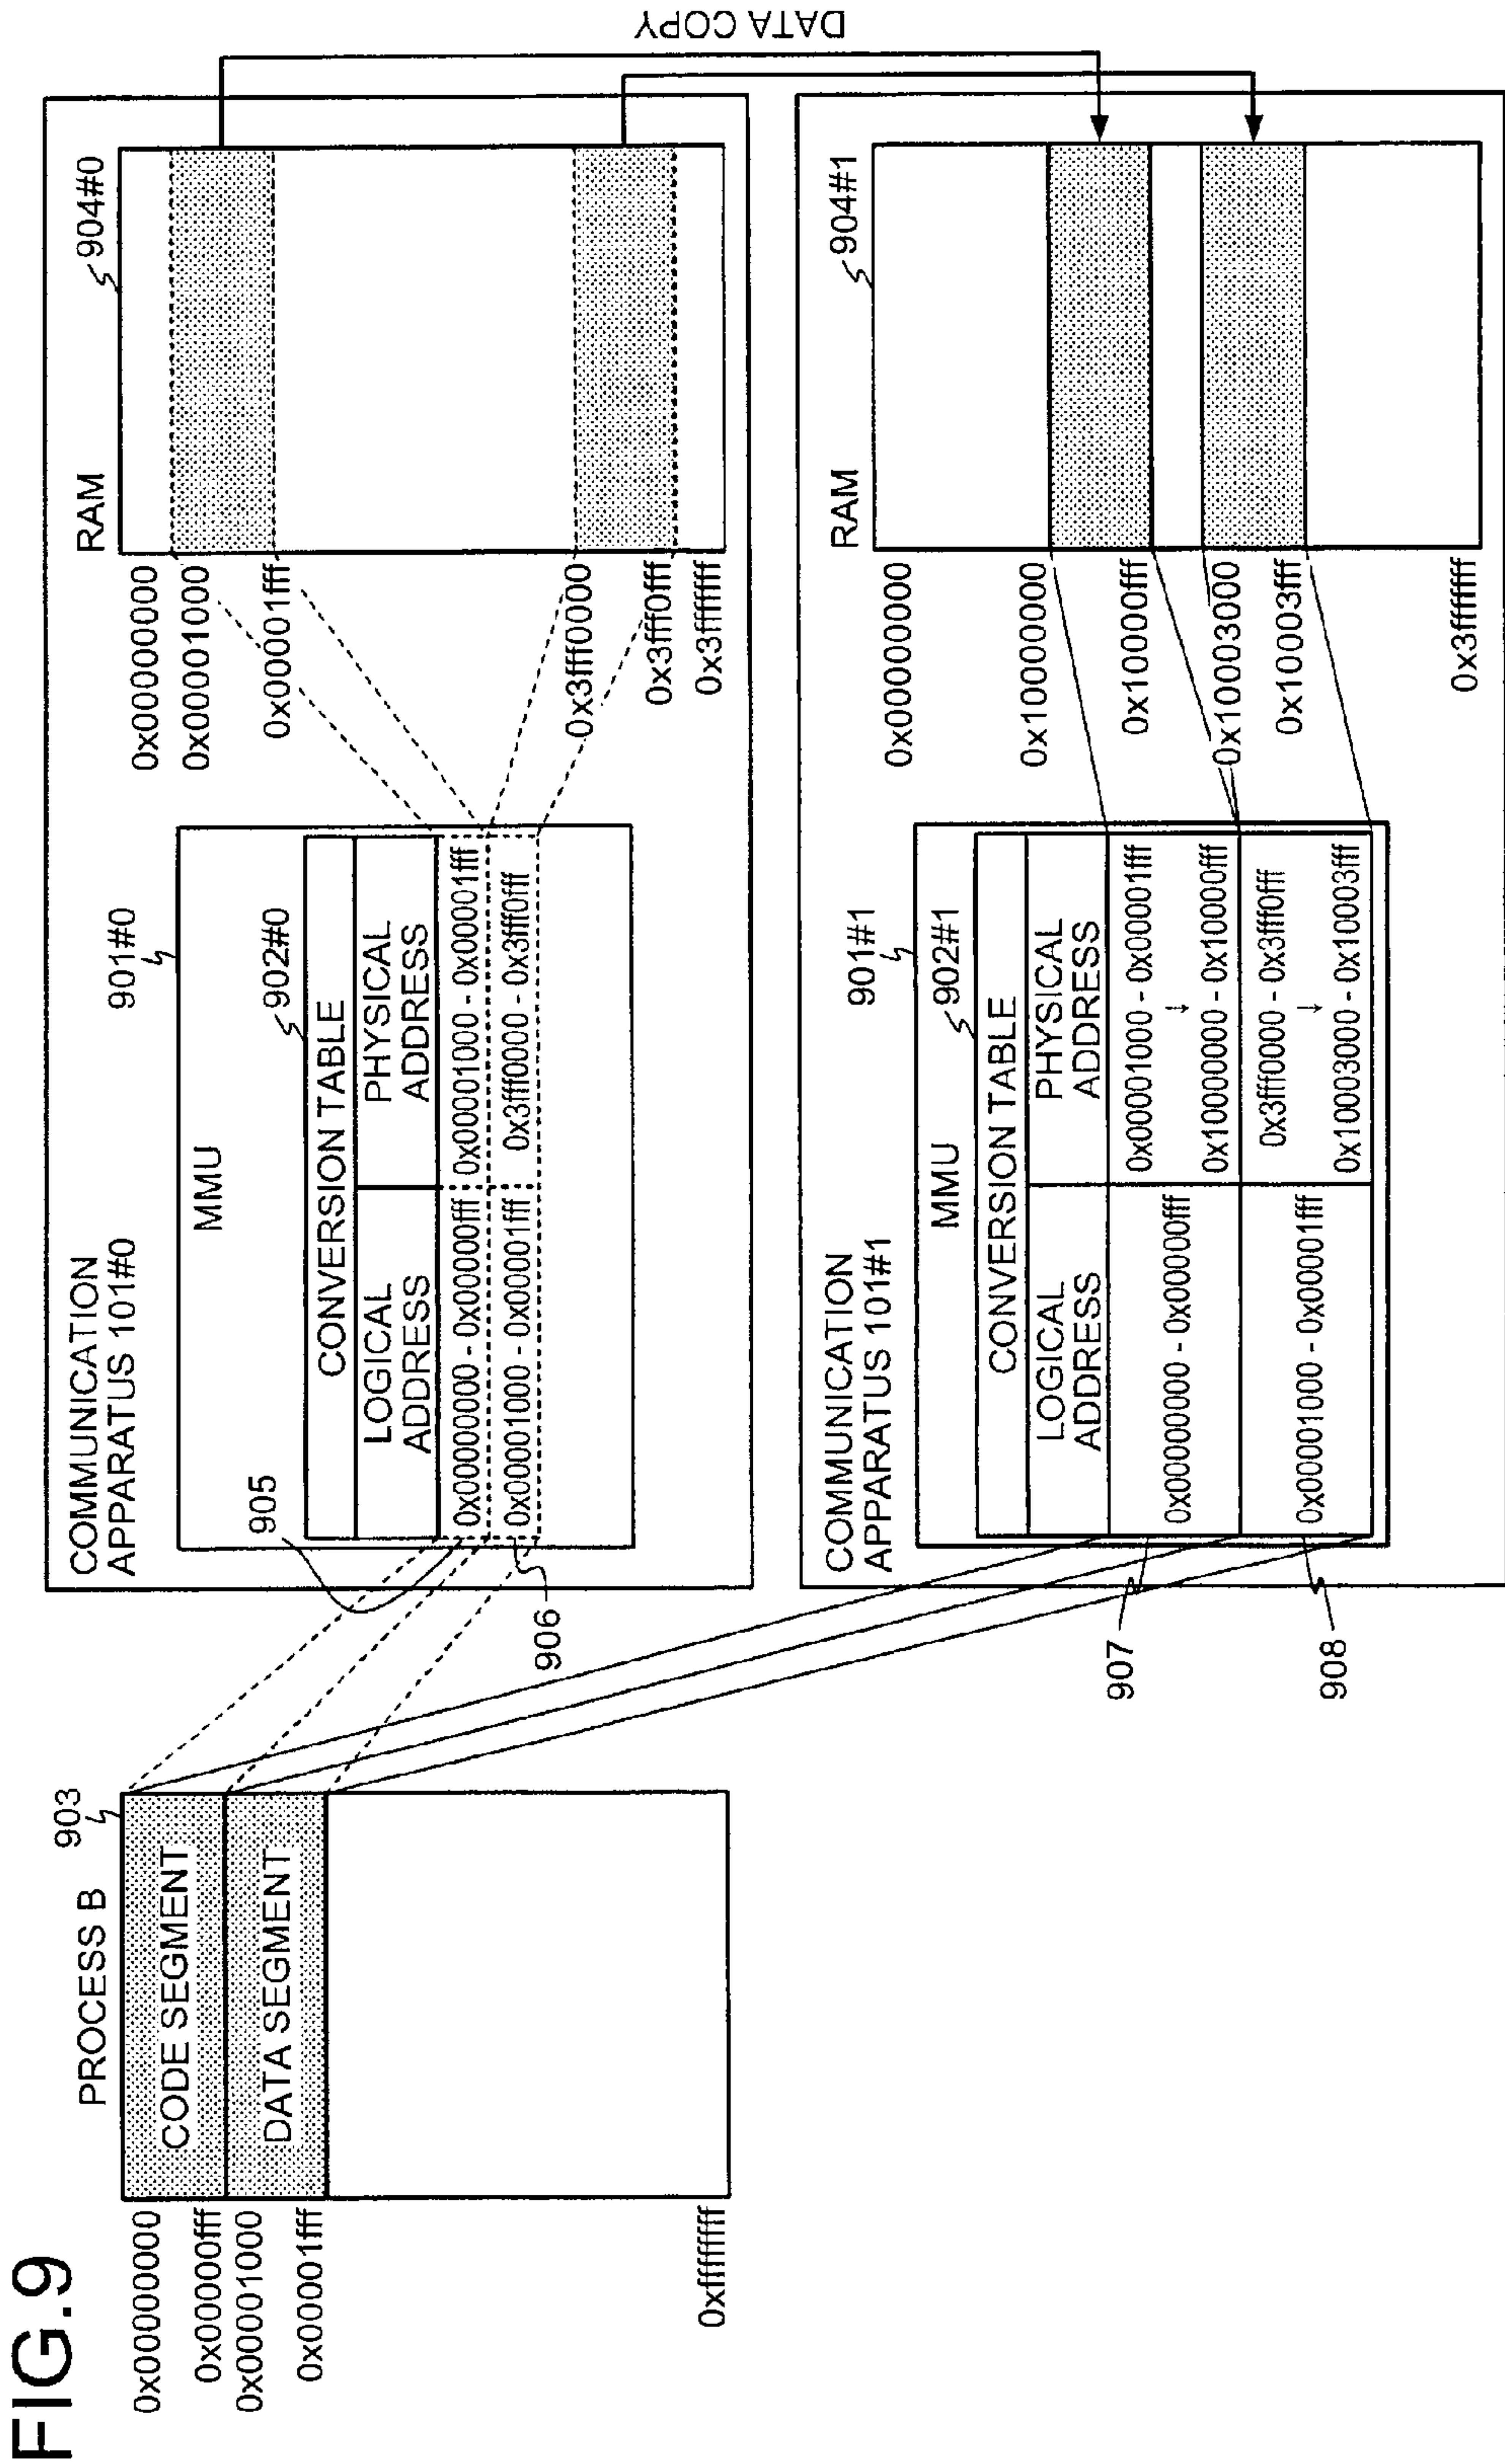 FIG.9
PROCESS B
903
0x00000000
CODE SEGMENT
0x00000fff
0x00001000
DATA SEGMENT
0x00001fff
0xffffffff
COMMUNICATION
APPARATUS 101#0
901#0
MMU
902#0
905
CONVERSION TABLE
LOGICAL
ADDRESS
PHYSICAL
ADDRESS
0x00000000 - 0x00000fff
0x00001000 - 0x00001fff
0x00001000 - 0x00001fff
0x3fff0000 - 0x3fff0fff
906
RAM
904#0
0x00000000
0x00001000
0x00001fff
0x3fff0000
0x3fff0fff
0x3fffffff
DATA COPY
COMMUNICATION
APPARATUS 101#1
901#1
MMU
902#1
CONVERSION TABLE
LOGICAL
ADDRESS
PHYSICAL
ADDRESS
0x00000000 - 0x00000fff
0x00001000 - 0x00001fff
↓
0x10000000 - 0x10000fff
0x00001000 - 0x00001fff
0x3fff0000 - 0x3fff0fff
↓
0x10003000 - 0x10003fff
907
908
RAM
904#1
0x00000000
0x10000000
0x10000fff
0x10003000
0x10003fff
0x3fffffff